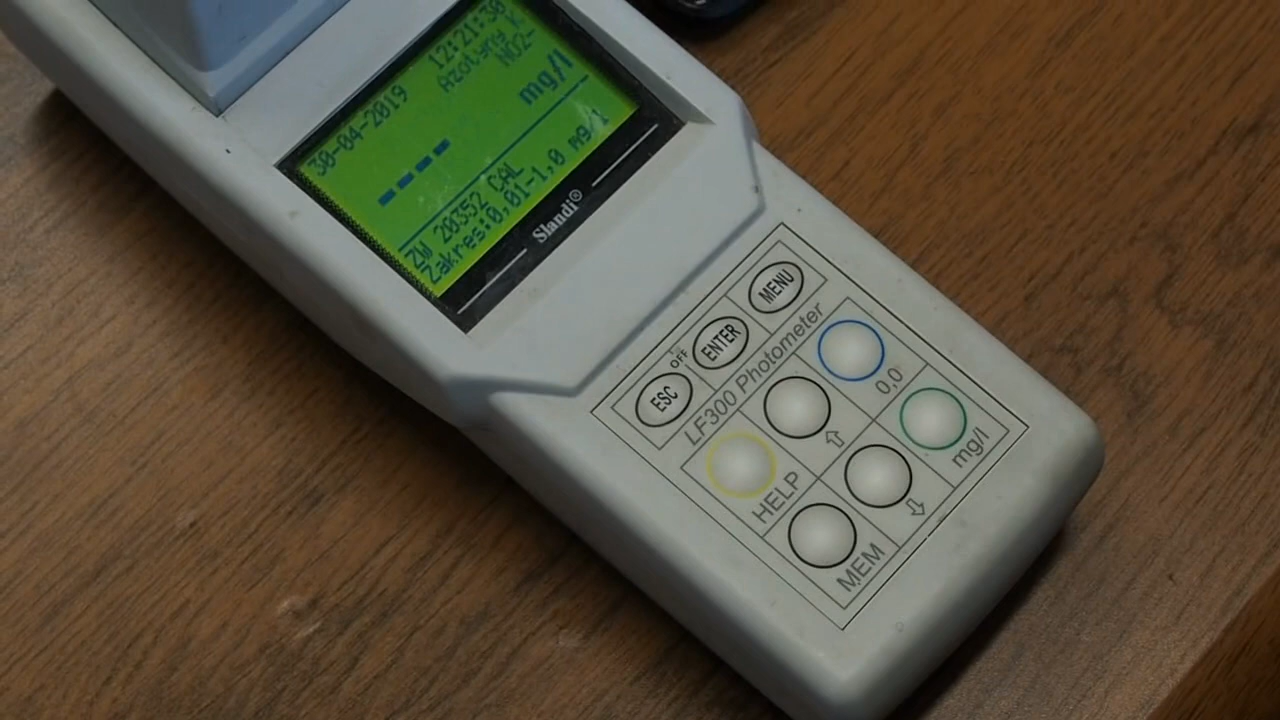 30-04-2019 12:21:30
Azotyny K
NO2-
---- mg/l
ZW 20352 CAL
Zakres:0,01-1,0 mg/l
Slandi®
OFF
ESC ENTER MENU
LF300 Photometer
HELP ⇧ 0,0
MEM ⇩ mg/l